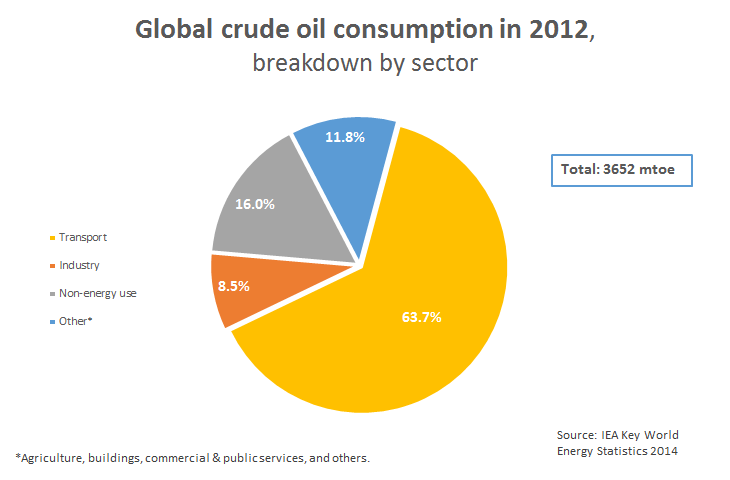 Global crude oil consumption in 2012,
breakdown by sector
11.8%
Total: 3652 mtoe
16.0%
Transport
Industry
8.5%
Non-energy use
63.7%
Other*
Source: IEA Key World
Energy Statistics 2014
*Agriculture, buildings, commercial & public services, and others.